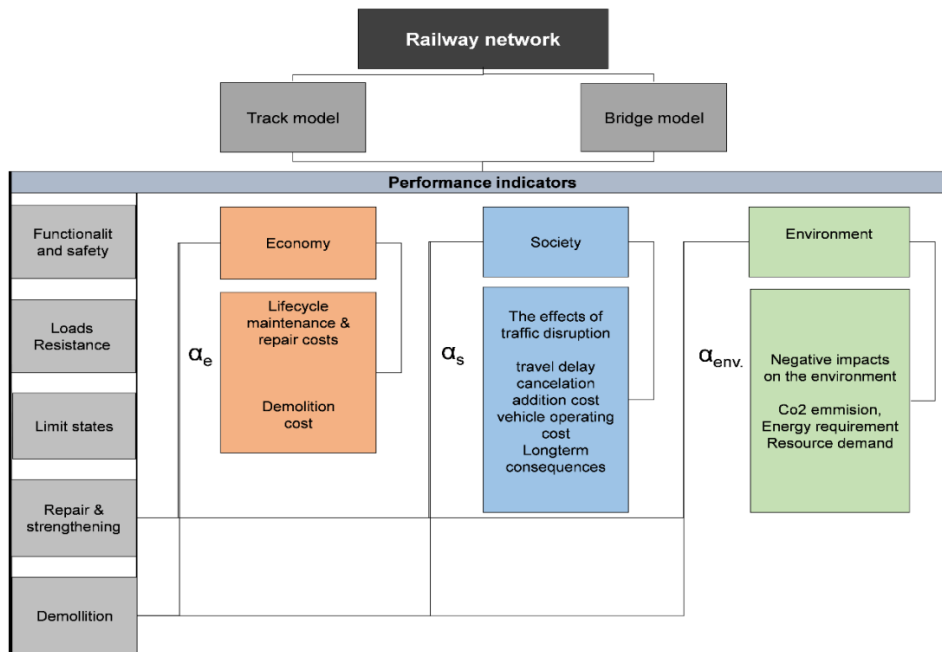 Railway network
Track model
Bridge model
Performance indicators
Functionalit
and safety
Loads
Resistance
Limit states
Repair &
strengthening
Demollition
αe
Economy
Lifecycle
maintenance &
repair costs
Demolition
cost
αs
Society
The effects of
traffic disruption
travel delay
cancelation
addition cost
vehicle operating
cost
Longterm
consequences
αenv.
Environment
Negative impacts
on the environment
Co2 emmision,
Energy requirement
Resource demand